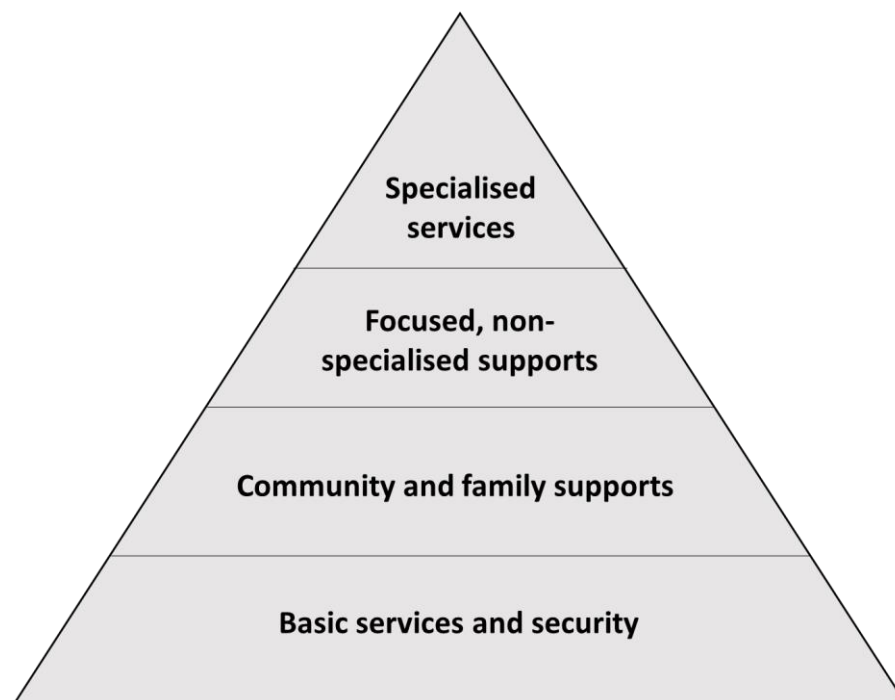 Specialised
services
Focused, non-
specialised supports
Community and family supports
Basic services and security